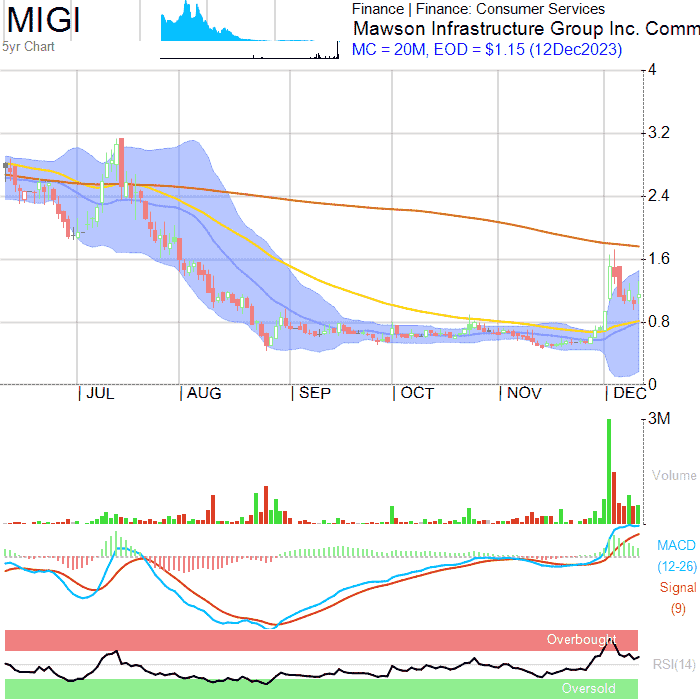 MIGI
5yr Chart
Finance | Finance: Consumer Services
Mawson Infrastructure Group Inc. Comm
MC = 20M, EOD = $1.15 (12Dec2023)
4
3.2
2.4
1.6
0.8
0
JUL AUG SEP OCT NOV DEC
3M
Volume
MACD
(12-26)
Signal
(9)
Overbought
RSI(14)
Oversold